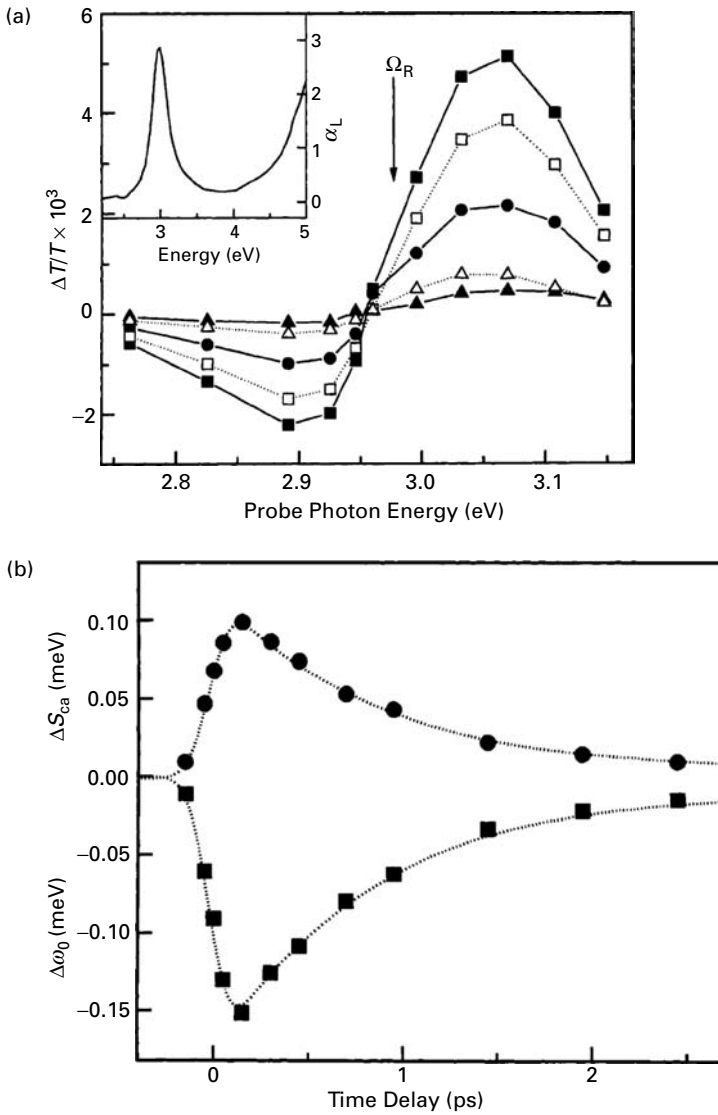 (a)
6
4
2
0
−2
ΔT/T × 10³
3
2
1
0
α_L
3
4
5
Energy (eV)
Ω_R
2.8
2.9
3.0
3.1
Probe Photon Energy (eV)
(b)
0.10
0.05
0.00
−0.05
−0.10
−0.15
ΔS_ca (meV)
Δω₀ (meV)
0
1
2
Time Delay (ps)